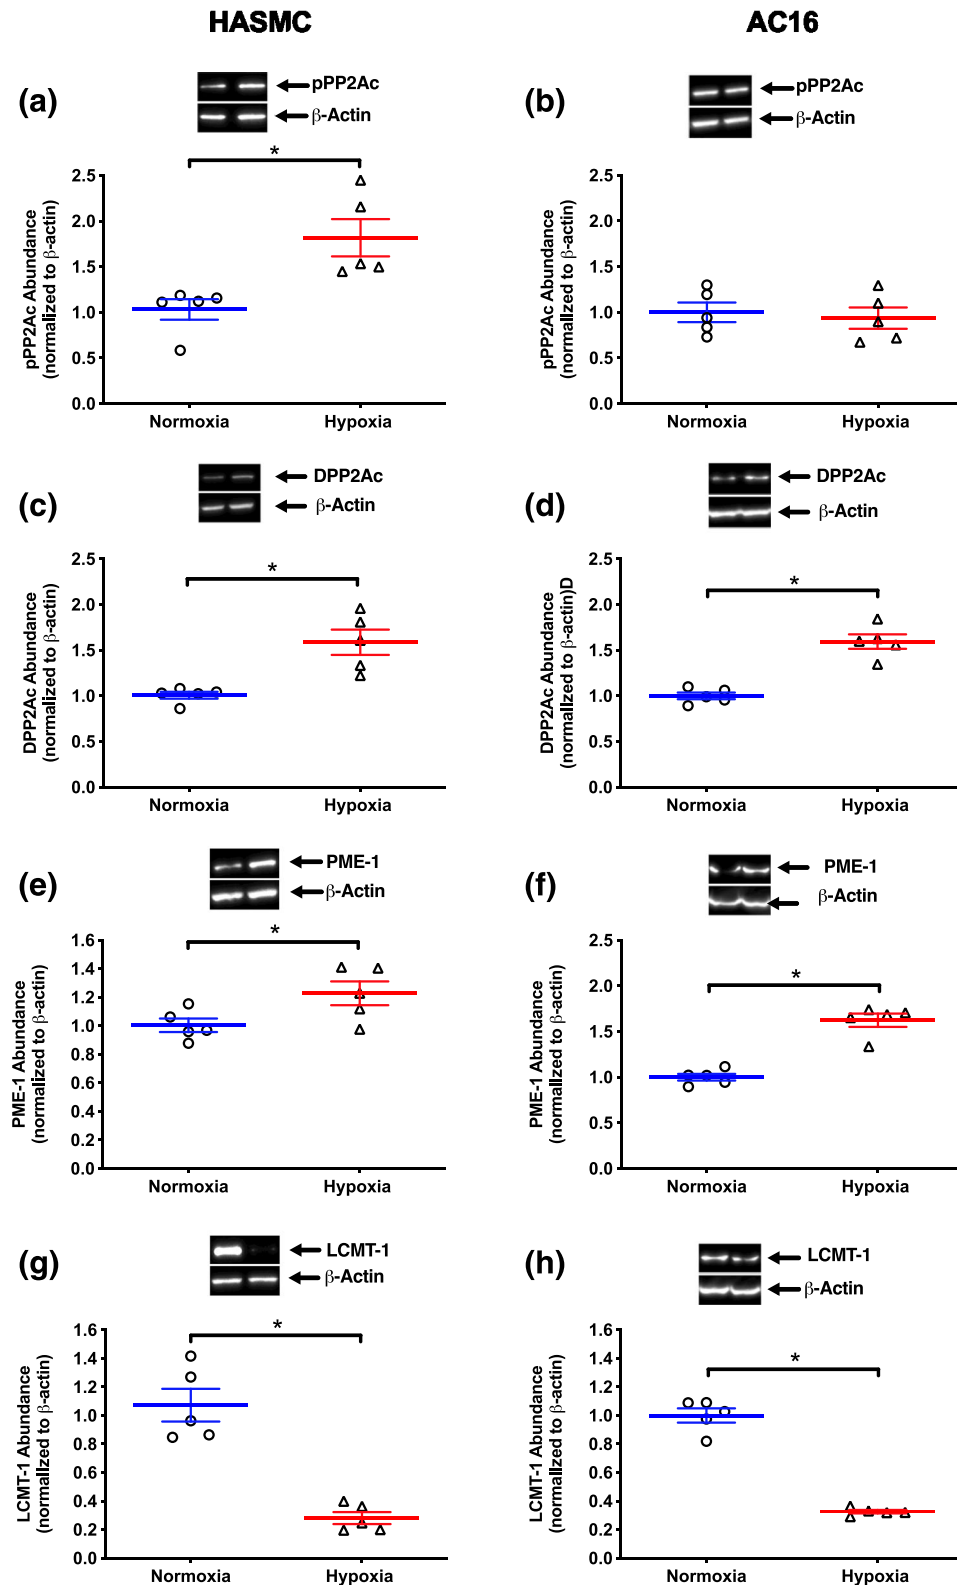 HASMC
AC16
(a)
pPP2Ac
β-Actin
*
pPP2Ac Abundance
(normalized to β-actin)
2.5
2.0
1.5
1.0
0.5
0.0
Normoxia
Hypoxia
(b)
pPP2Ac
β-Actin
pPP2Ac Abundance
(normalized to β-actin)
2.5
2.0
1.5
1.0
0.5
0.0
Normoxia
Hypoxia
(c)
DPP2Ac
β-Actin
*
DPP2Ac Abundance
(normalized to β-actin)
2.5
2.0
1.5
1.0
0.5
0.0
Normoxia
Hypoxia
(d)
DPP2Ac
β-Actin
*
DPP2Ac Abundance
(normalized to β-actin)D
2.5
2.0
1.5
1.0
0.5
0.0
Normoxia
Hypoxia
(e)
PME-1
β-Actin
*
PME-1 Abundance
(normalized to β-actin)
1.6
1.4
1.2
1.0
0.8
0.6
0.4
0.2
0.0
Normoxia
Hypoxia
(f)
PME-1
β-Actin
*
PME-1 Abundance
(normalized to β-actin)
2.5
2.0
1.5
1.0
0.5
0.0
Normoxia
Hypoxia
(g)
LCMT-1
β-Actin
*
LCMT-1 Abundance
(normalized to β-actin)
1.6
1.4
1.2
1.0
0.8
0.6
0.4
0.2
0.0
Normoxia
Hypoxia
(h)
LCMT-1
β-Actin
*
LCMT-1 Abundance
(normalized to β-actin)
1.6
1.4
1.2
1.0
0.8
0.6
0.4
0.2
0.0
Normoxia
Hypoxia